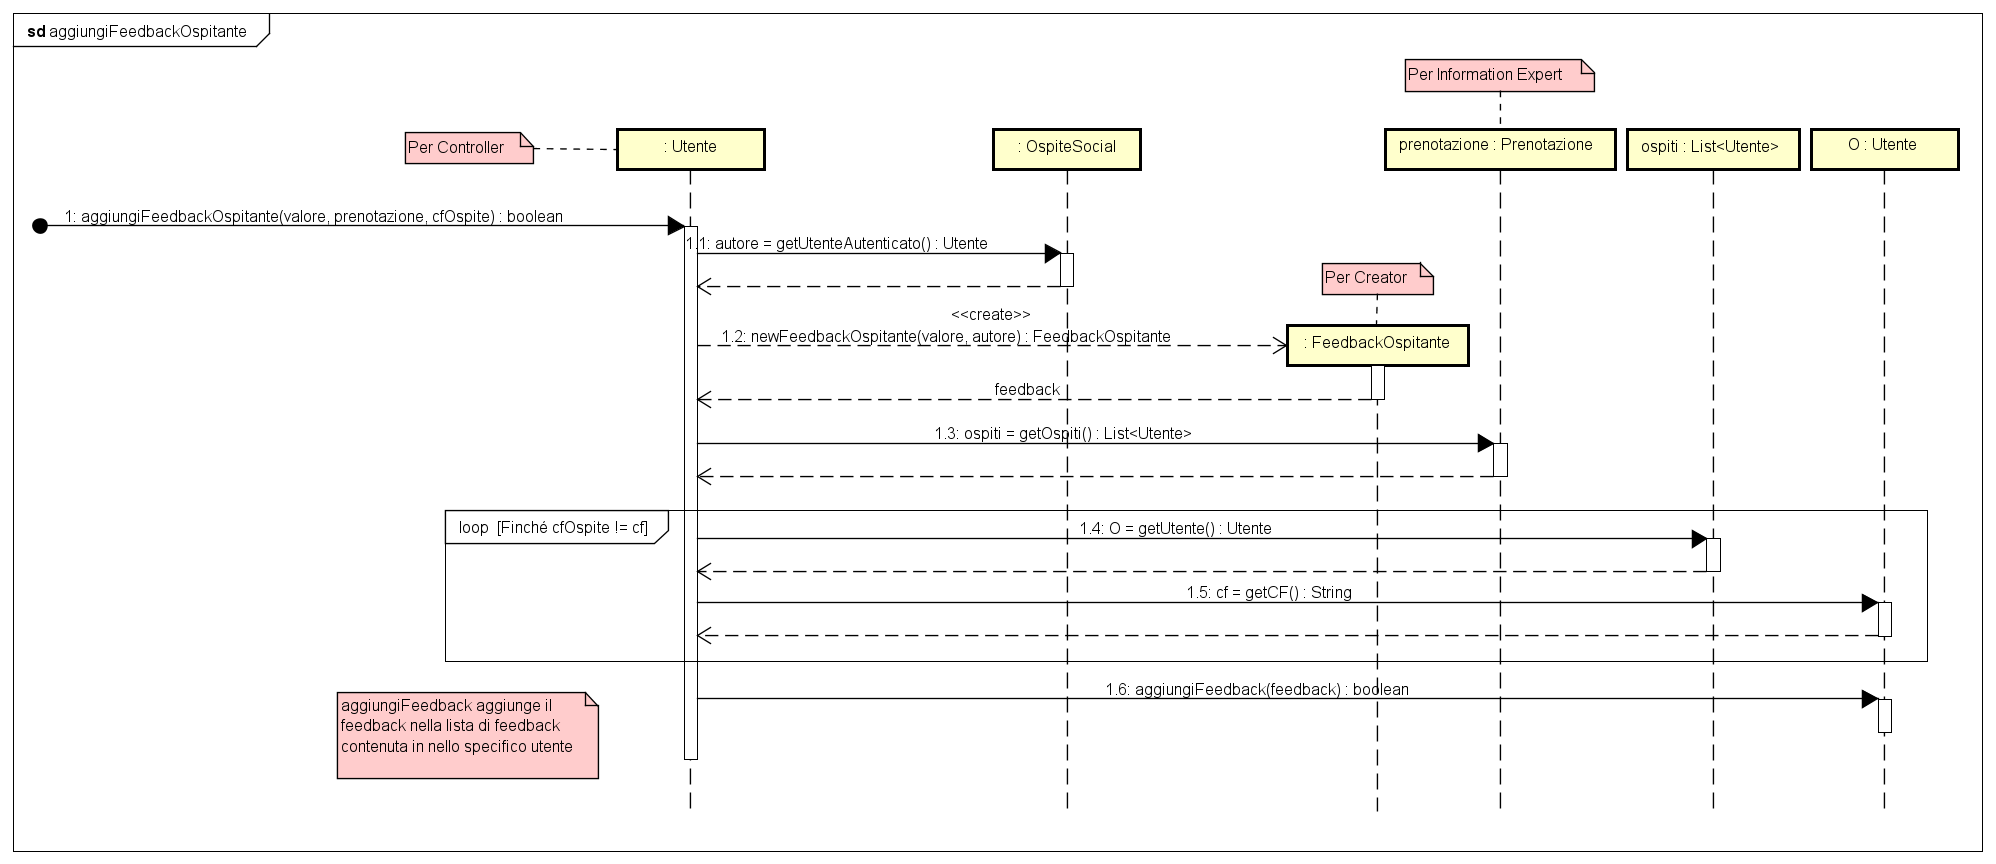 sd aggiungiFeedbackOspitante
Per Information Expert
Per Controller
: Utente
: OspiteSocial
prenotazione : Prenotazione
ospiti : List<Utente>
O : Utente
1: aggiungiFeedbackOspitante(valore, prenotazione, cfOspite) : boolean
1.1: autore = getUtenteAutenticato() : Utente
Per Creator
<<create>>
1.2: newFeedbackOspitante(valore, autore) : FeedbackOspitante
: FeedbackOspitante
feedback
1.3: ospiti = getOspiti() : List<Utente>
loop [Finché cfOspite != cf]
1.4: O = getUtente() : Utente
1.5: cf = getCF() : String
1.6: aggiungiFeedback(feedback) : boolean
aggiungiFeedback aggiunge il
feedback nella lista di feedback
contenuta in nello specifico utente